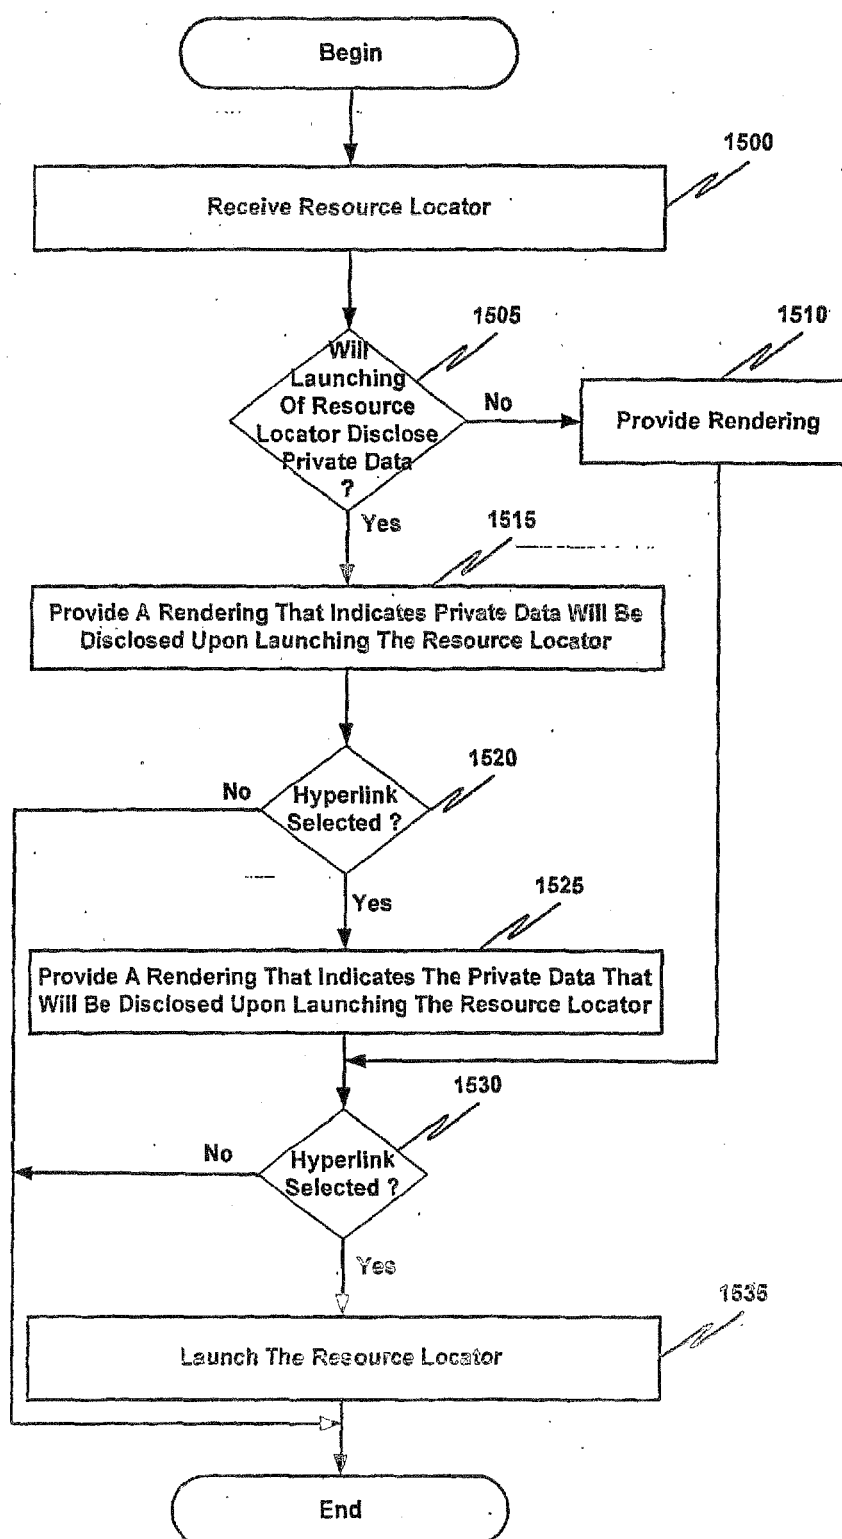 Begin
1500
Receive Resource Locator
1505
1510
Will
Launching
Of Resource
Locator Disclose
Private Data
?
No
Provide Rendering
Yes
1515
Provide A Rendering That Indicates Private Data Will Be
Disclosed Upon Launching The Resource Locator
1520
No
Hyperlink
Selected ?
Yes
1525
Provide A Rendering That Indicates The Private Data That
Will Be Disclosed Upon Launching The Resource Locator
1530
No
Hyperlink
Selected ?
Yes
1535
Launch The Resource Locator
End